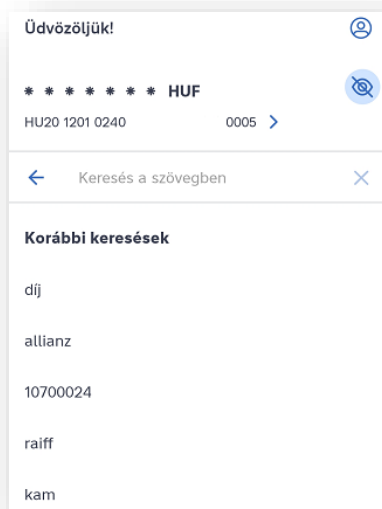 Üdvözöljük!
* * * * * * * HUF
HU20 1201 0240 0005
Keresés a szövegben
Korábbi keresések
díj
allianz
10700024
raiff
kam